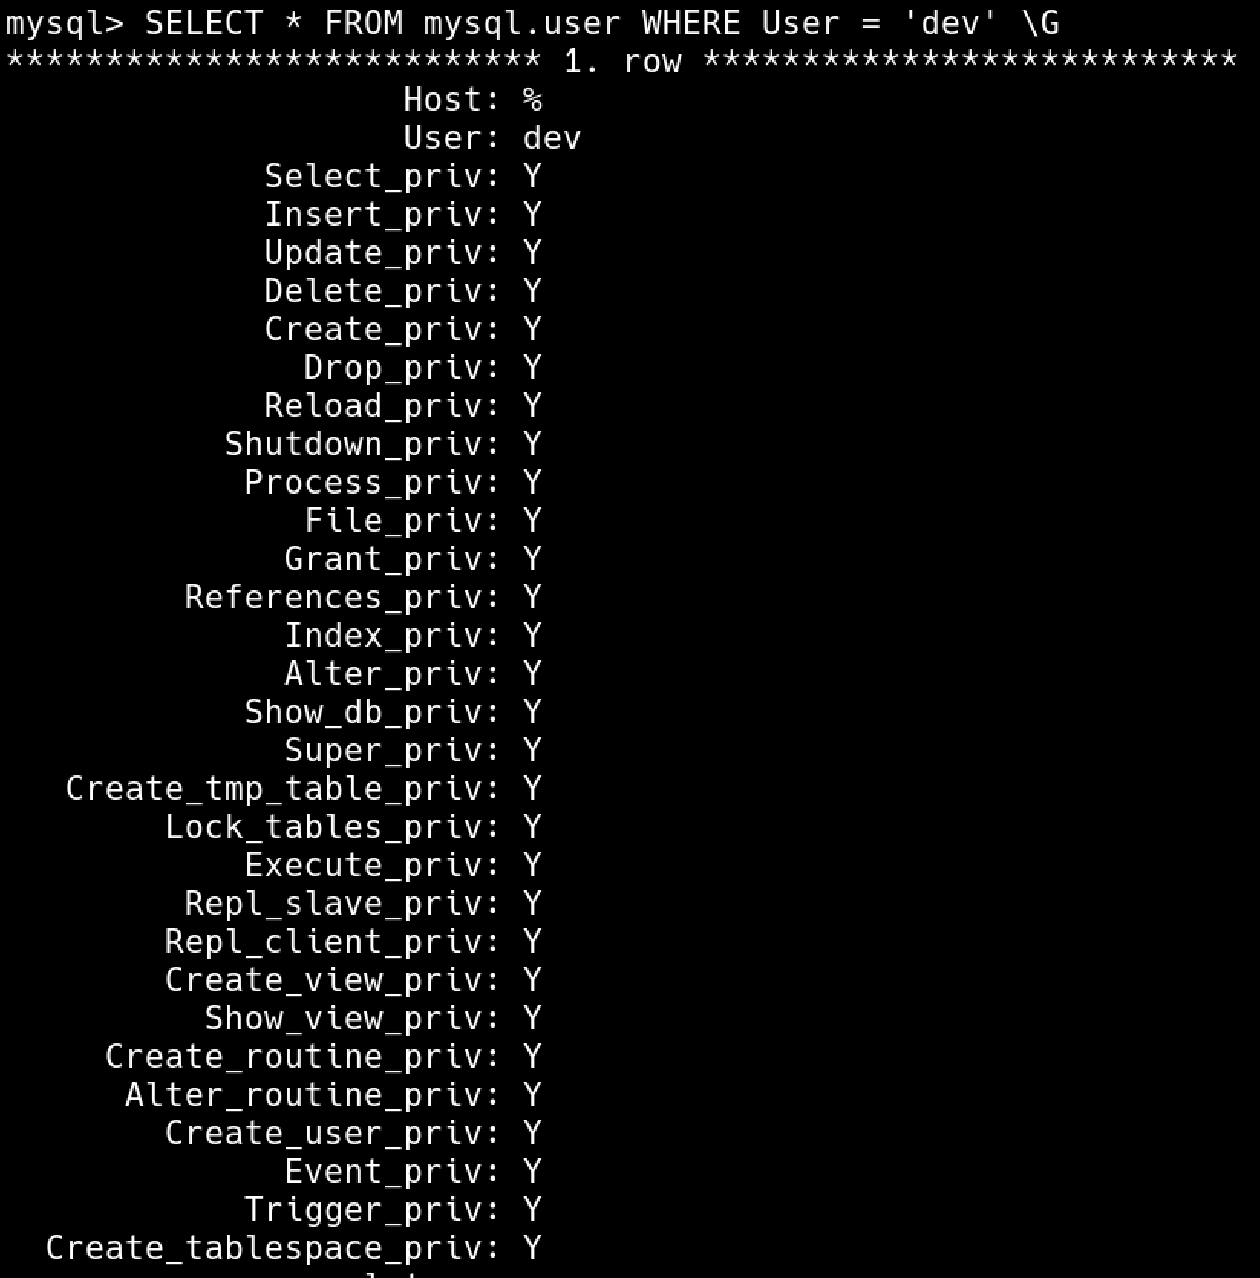 mysql> SELECT * FROM mysql.user WHERE User = 'dev' \G
*************************** 1. row ***************************
Host: %
User: dev
Select_priv: Y
Insert_priv: Y
Update_priv: Y
Delete_priv: Y
Create_priv: Y
Drop_priv: Y
Reload_priv: Y
Shutdown_priv: Y
Process_priv: Y
File_priv: Y
Grant_priv: Y
References_priv: Y
Index_priv: Y
Alter_priv: Y
Show_db_priv: Y
Super_priv: Y
Create_tmp_table_priv: Y
Lock_tables_priv: Y
Execute_priv: Y
Repl_slave_priv: Y
Repl_client_priv: Y
Create_view_priv: Y
Show_view_priv: Y
Create_routine_priv: Y
Alter_routine_priv: Y
Create_user_priv: Y
Event_priv: Y
Trigger_priv: Y
Create_tablespace_priv: Y